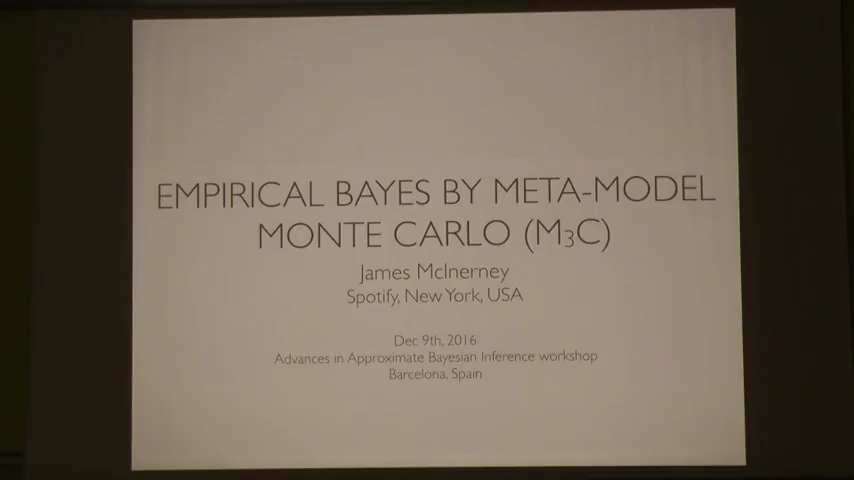 EMPIRICAL BAYES BY META-MODEL
MONTE CARLO (M3C)
James McInerney
Spotify, New York, USA
Dec 9th, 2016
Advances in Approximate Bayesian Inference workshop
Barcelona, Spain